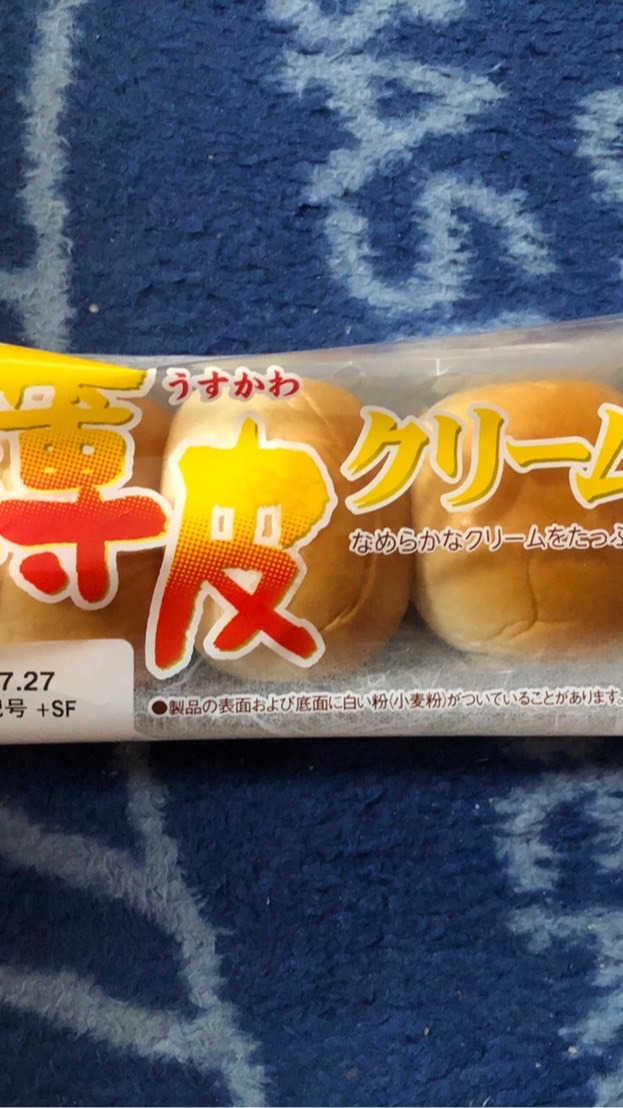 うすかわ
薄皮
クリーム
なめらかなクリームをたっぷ
7.27
号 +SF
●製品の表面および底面に白い粉(小麦粉)がついていることがあります。